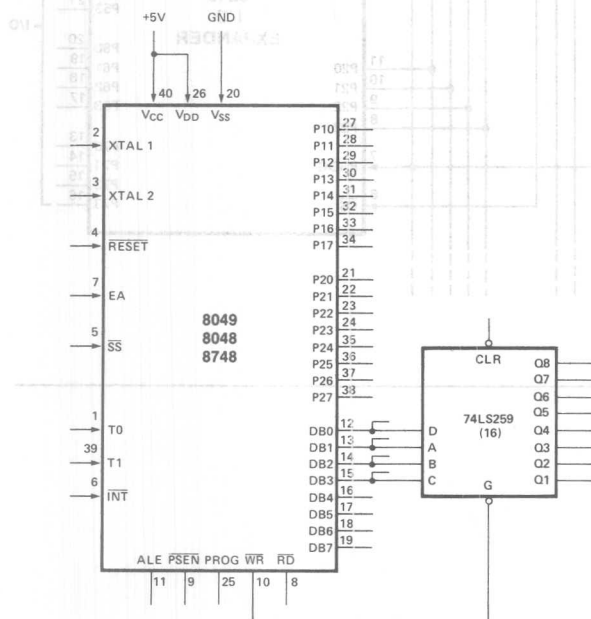 +5V GND
40 26 20
VCC VDD VSS
2 XTAL 1
3 XTAL 2
4 RESET
7 EA
5 SS
1 T0
39 T1
6 INT
8049
8048
8748
P10 27
P11 28
P12 29
P13 30
P14 31
P15 32
P16 33
P17 34
P20 21
P21 22
P22 23
P23 24
P24 35
P25 36
P26 37
P27 38
DB0 12
DB1 13
DB2 14
DB3 15
DB4 16
DB5 17
DB6 18
DB7 19
ALE PSEN PROG WR RD
11 9 25 10 8
CLR
74LS259
(16)
D
A
B
C
G
Q8
Q7
Q6
Q5
Q4
Q3
Q2
Q1